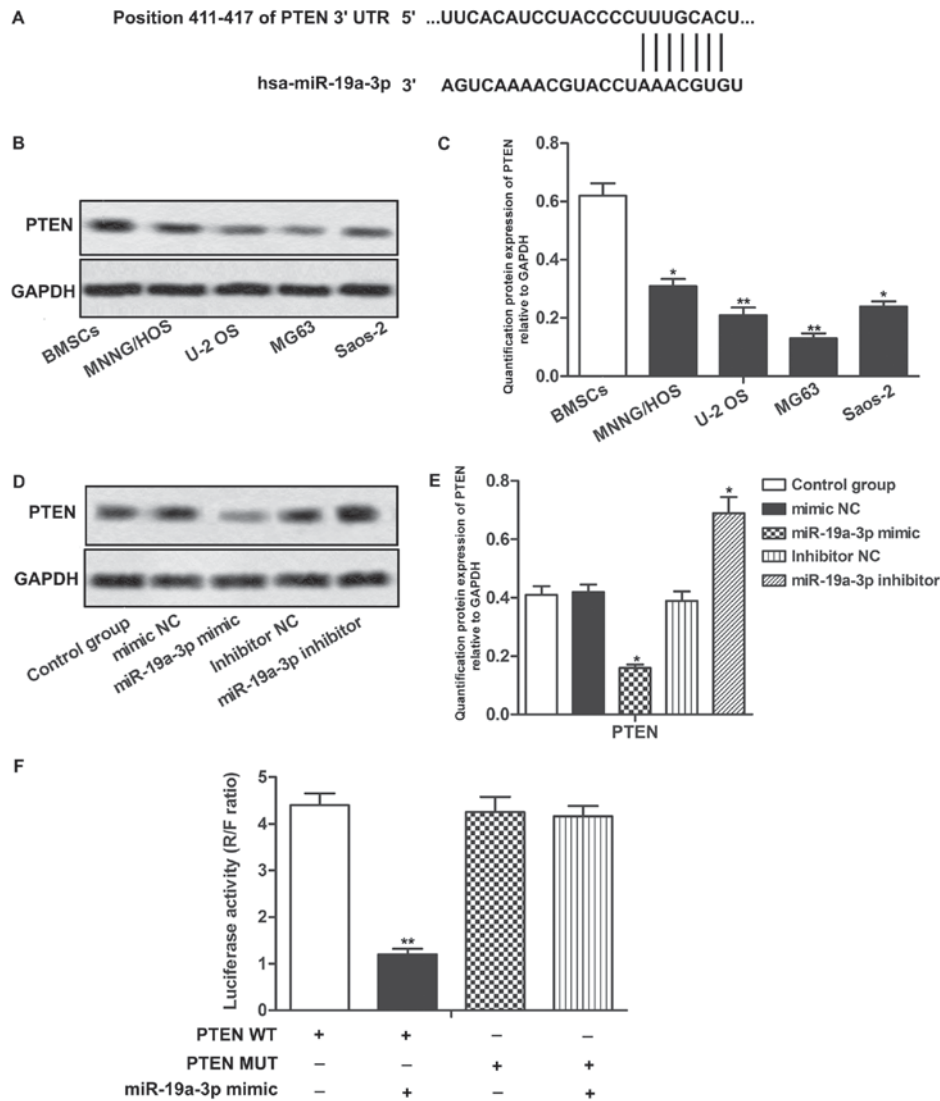 A
Position 411-417 of PTEN 3' UTR 5' ...UUCACAUCCUACCCCUUUGCACU...
hsa-miR-19a-3p 3' AGUCAAAACGUACCUAAACGUGU
B
PTEN
GAPDH
BMSCs MNNG/HOS U-2 OS MG63 Saos-2
C
Quantification protein expression of PTEN
relative to GAPDH
0.8
0.6
0.4
0.2
0.0
* ** ** *
BMSCs MNNG/HOS U-2 OS MG63 Saos-2
D
PTEN
GAPDH
Control group mimic NC miR-19a-3p mimic Inhibitor NC miR-19a-3p inhibitor
E
Quantification protein expression of PTEN
relative to GAPDH
0.8
0.6
0.4
0.2
0.0
* *
PTEN
Control group
mimic NC
miR-19a-3p mimic
Inhibitor NC
miR-19a-3p inhibitor
F
Luciferase activity (R/F ratio)
5
4
3
2
1
0
**
PTEN WT + + – –
PTEN MUT – – + +
miR-19a-3p mimic – + – +